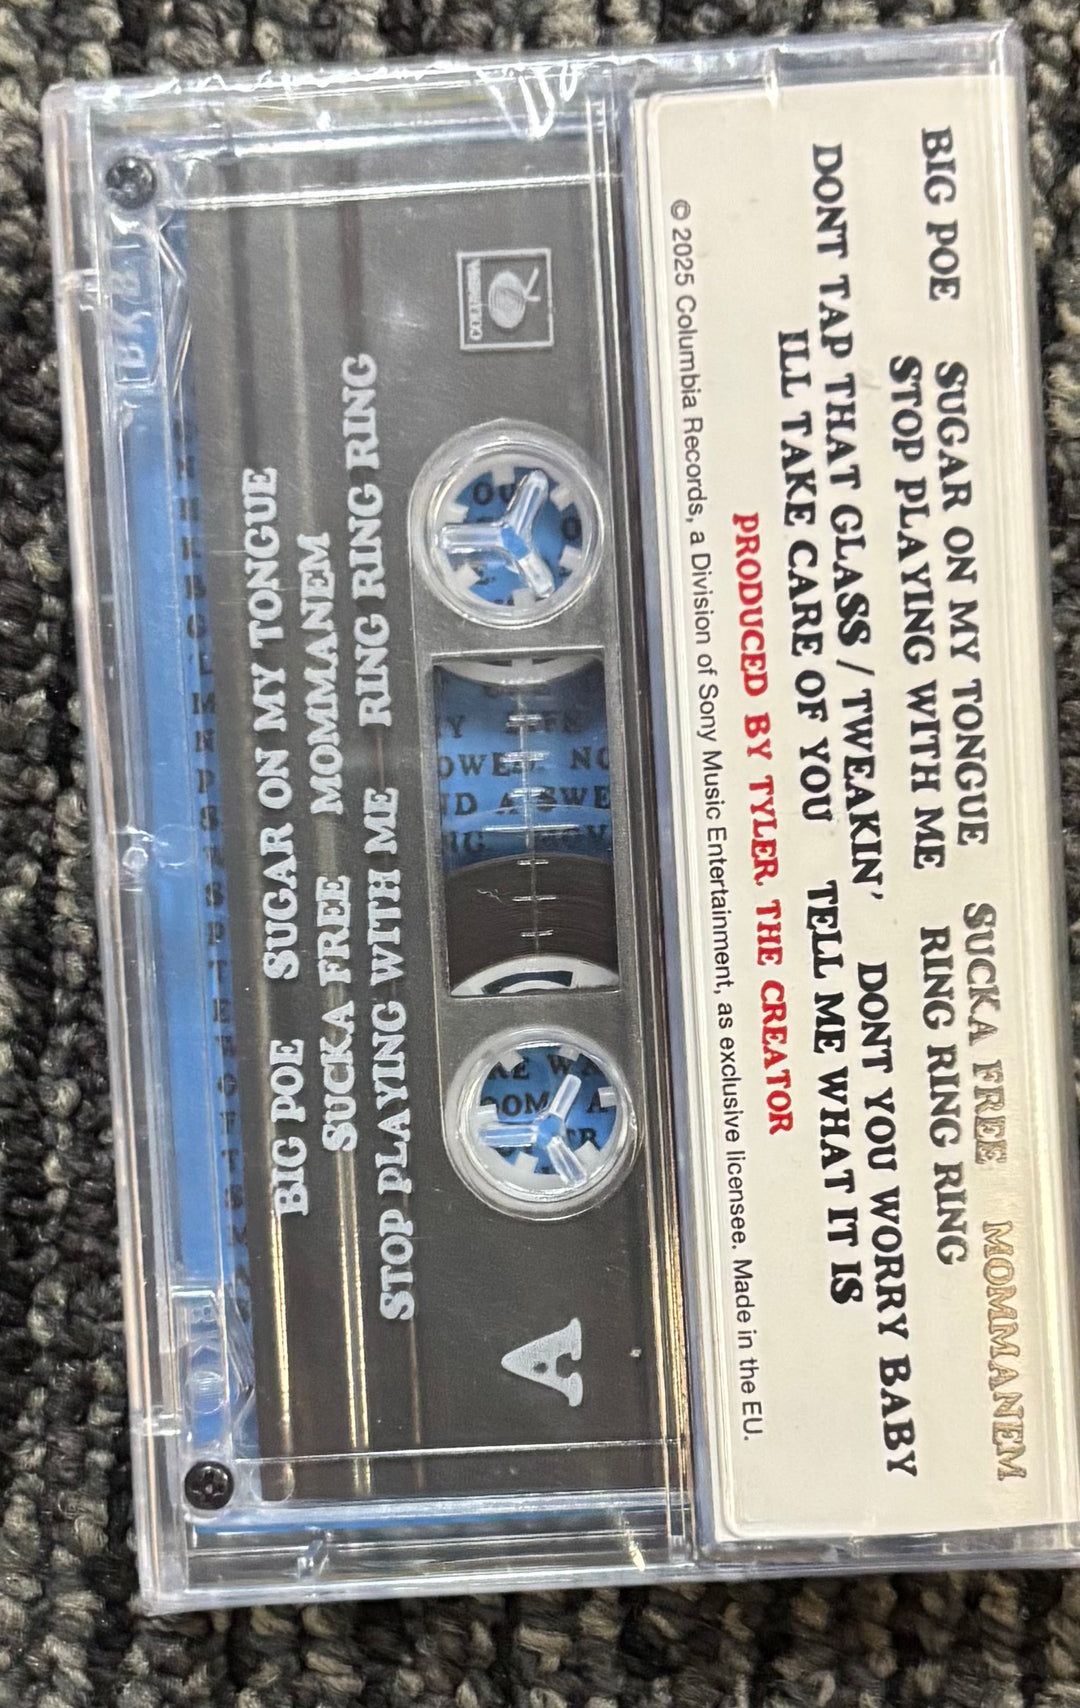 BIG POE SUGAR ON MY TONGUE SUCKA FREE MOMMANEM
STOP PLAYING WITH ME RING RING RING
DONT TAP THAT GLASS / TWEAKIN' DONT YOU WORRY BABY
ILL TAKE CARE OF YOU TELL ME WHAT IT IS
PRODUCED BY TYLER, THE CREATOR
© 2025 Columbia Records, a Division of Sony Music Entertainment, as exclusive licensee. Made in the EU.
COLUMBIA
A
STOP PLAYING WITH ME RING RING RING
SUCKA FREE MOMMANEM
BIG POE SUGAR ON MY TONGUE